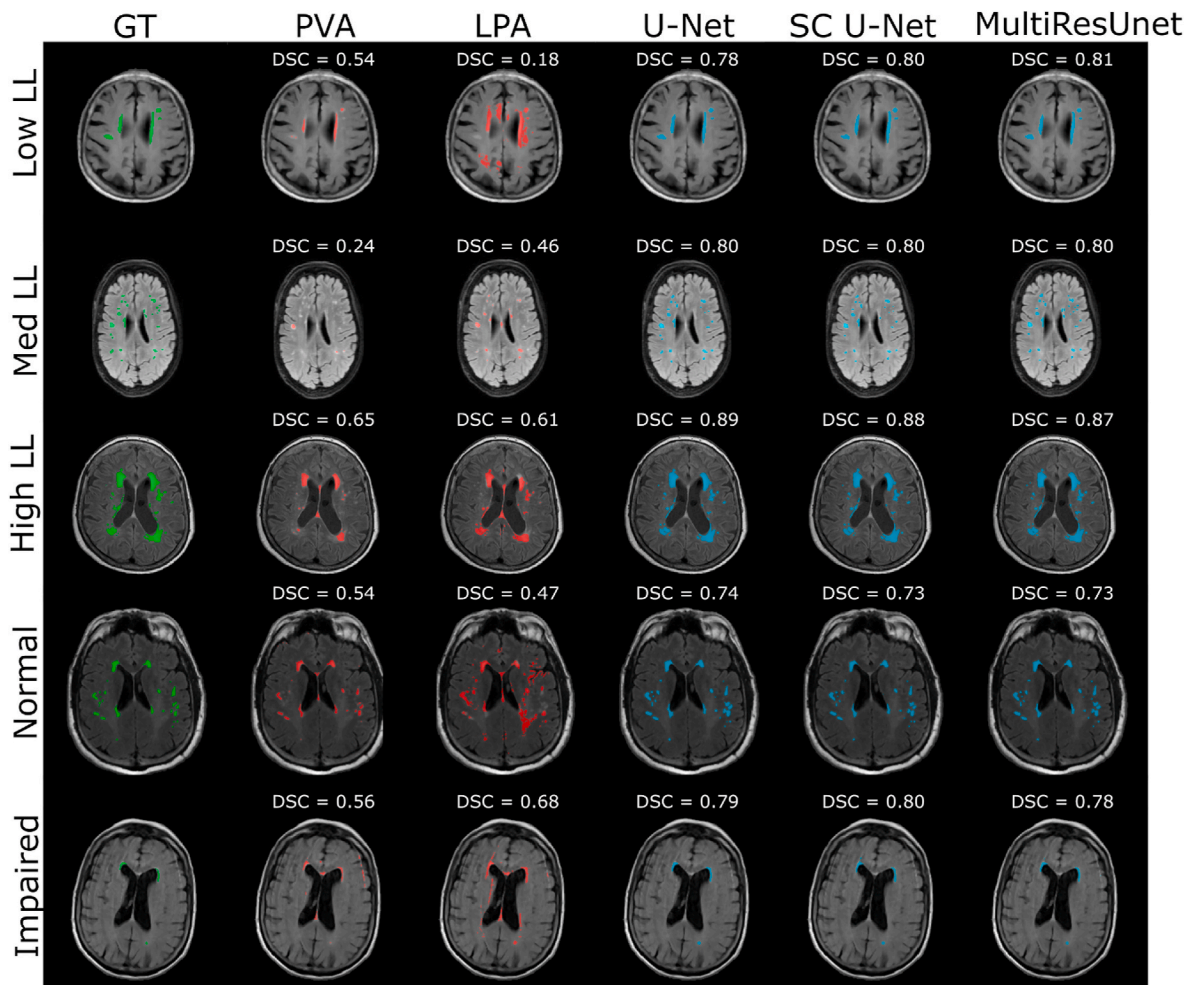 GT PVA LPA U-Net SC U-Net MultiResUnet
Low LL
DSC = 0.54 DSC = 0.18 DSC = 0.78 DSC = 0.80 DSC = 0.81
Med LL
DSC = 0.24 DSC = 0.46 DSC = 0.80 DSC = 0.80 DSC = 0.80
High LL
DSC = 0.65 DSC = 0.61 DSC = 0.89 DSC = 0.88 DSC = 0.87
Normal
DSC = 0.54 DSC = 0.47 DSC = 0.74 DSC = 0.73 DSC = 0.73
Impaired
DSC = 0.56 DSC = 0.68 DSC = 0.79 DSC = 0.80 DSC = 0.78